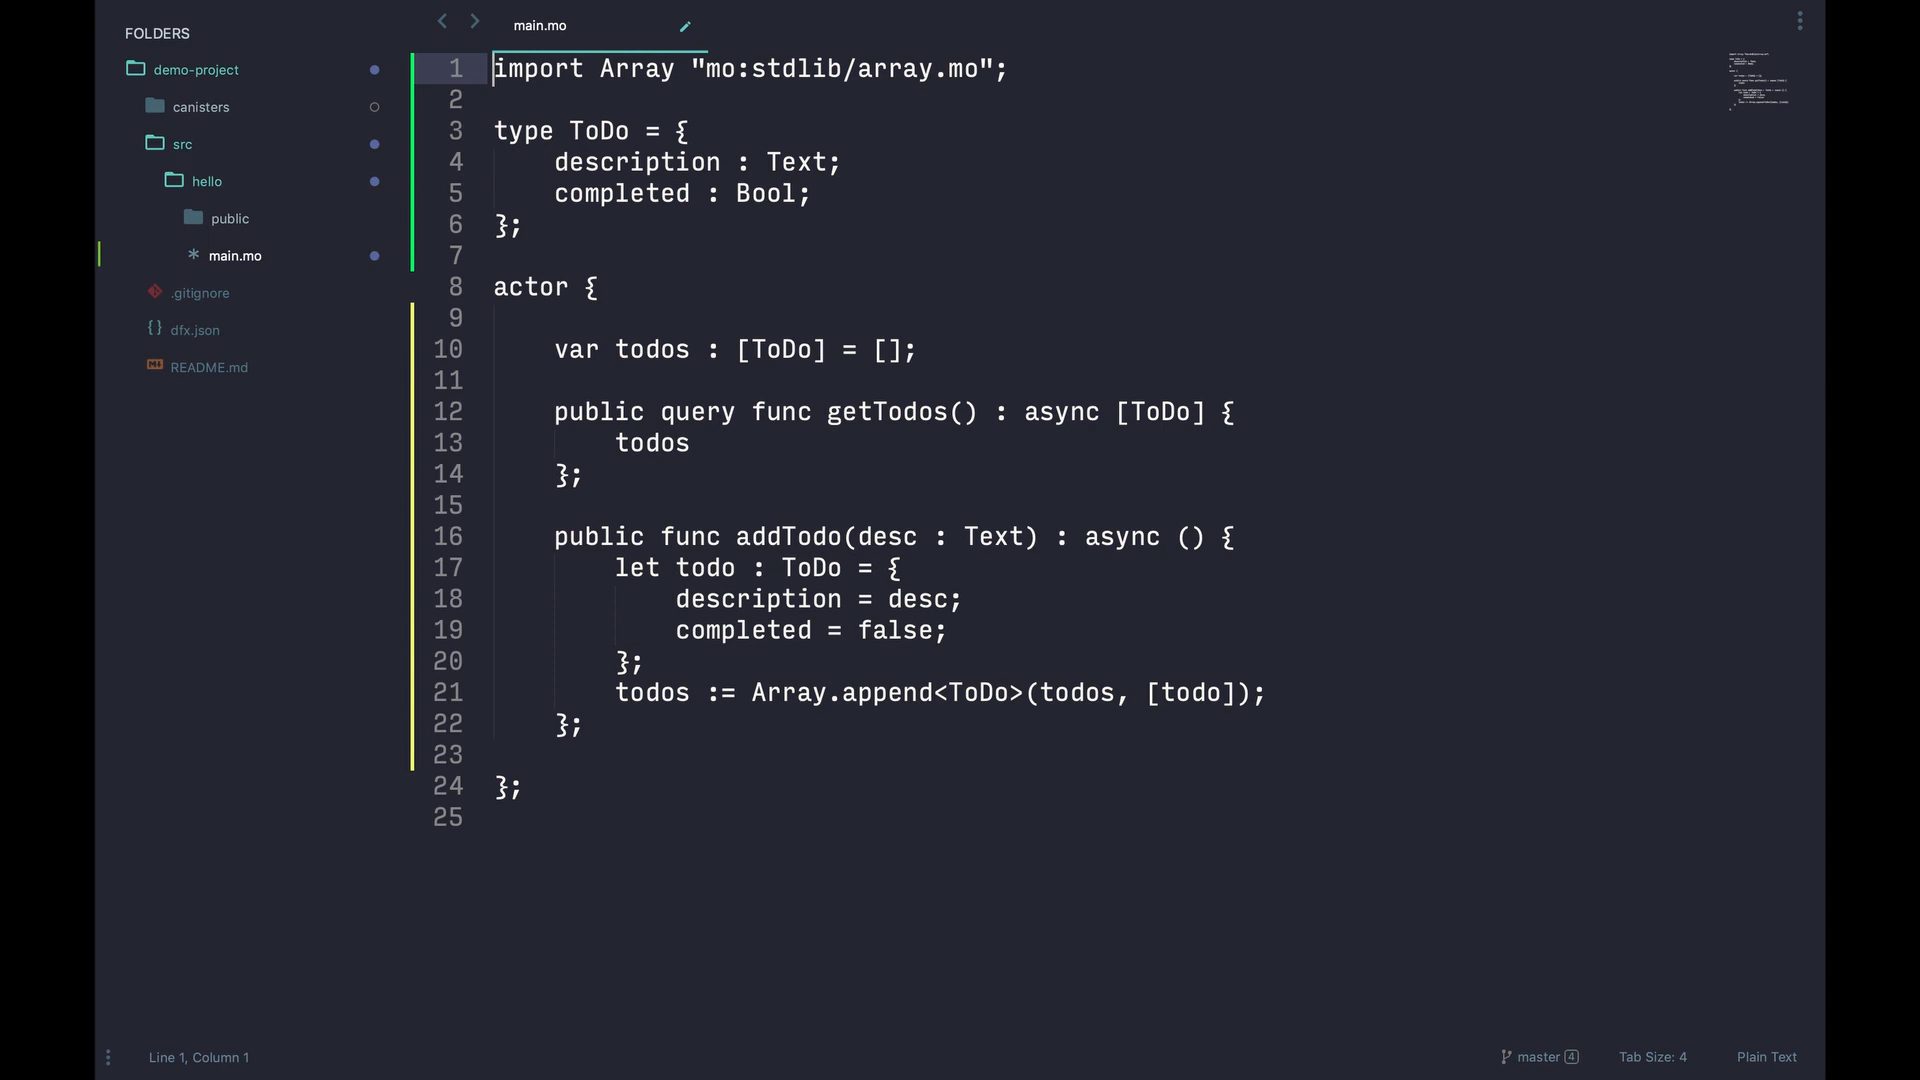 FOLDERS
demo-project
canisters
src
hello
public
* main.mo
.gitignore
{} dfx.json
README.md
main.mo
1 import Array "mo:stdlib/array.mo";
2
3 type ToDo = {
4     description : Text;
5     completed : Bool;
6 };
7
8 actor {
9
10     var todos : [ToDo] = [];
11
12     public query func getTodos() : async [ToDo] {
13         todos
14     };
15
16     public func addTodo(desc : Text) : async () {
17         let todo : ToDo = {
18             description = desc;
19             completed = false;
20         };
21         todos := Array.append<ToDo>(todos, [todo]);
22     };
23
24 };
25
Line 1, Column 1
master 4
Tab Size: 4
Plain Text